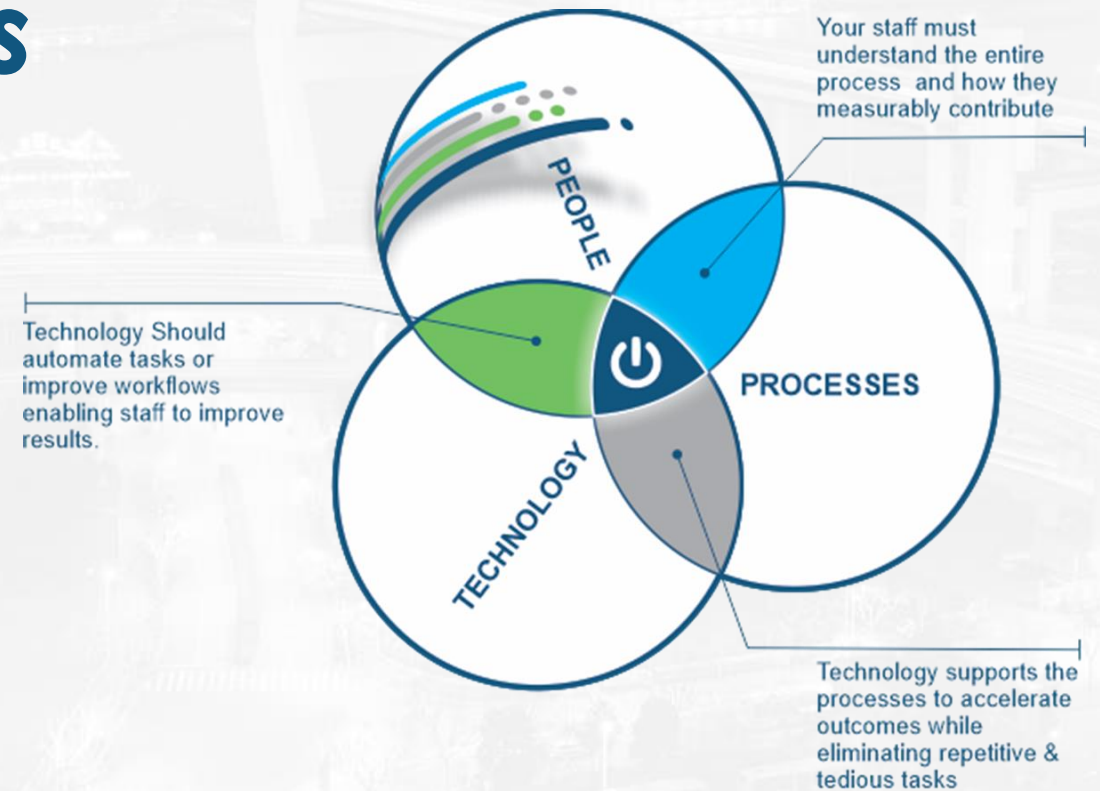 s
Your staff must
understand the entire
process and how they
measurably contribute
PEOPLE
Technology Should
automate tasks or
improve workflows
enabling staff to improve
results.
PROCESSES
TECHNOLOGY
Technology supports the
processes to accelerate
outcomes while
eliminating repetitive &
tedious tasks